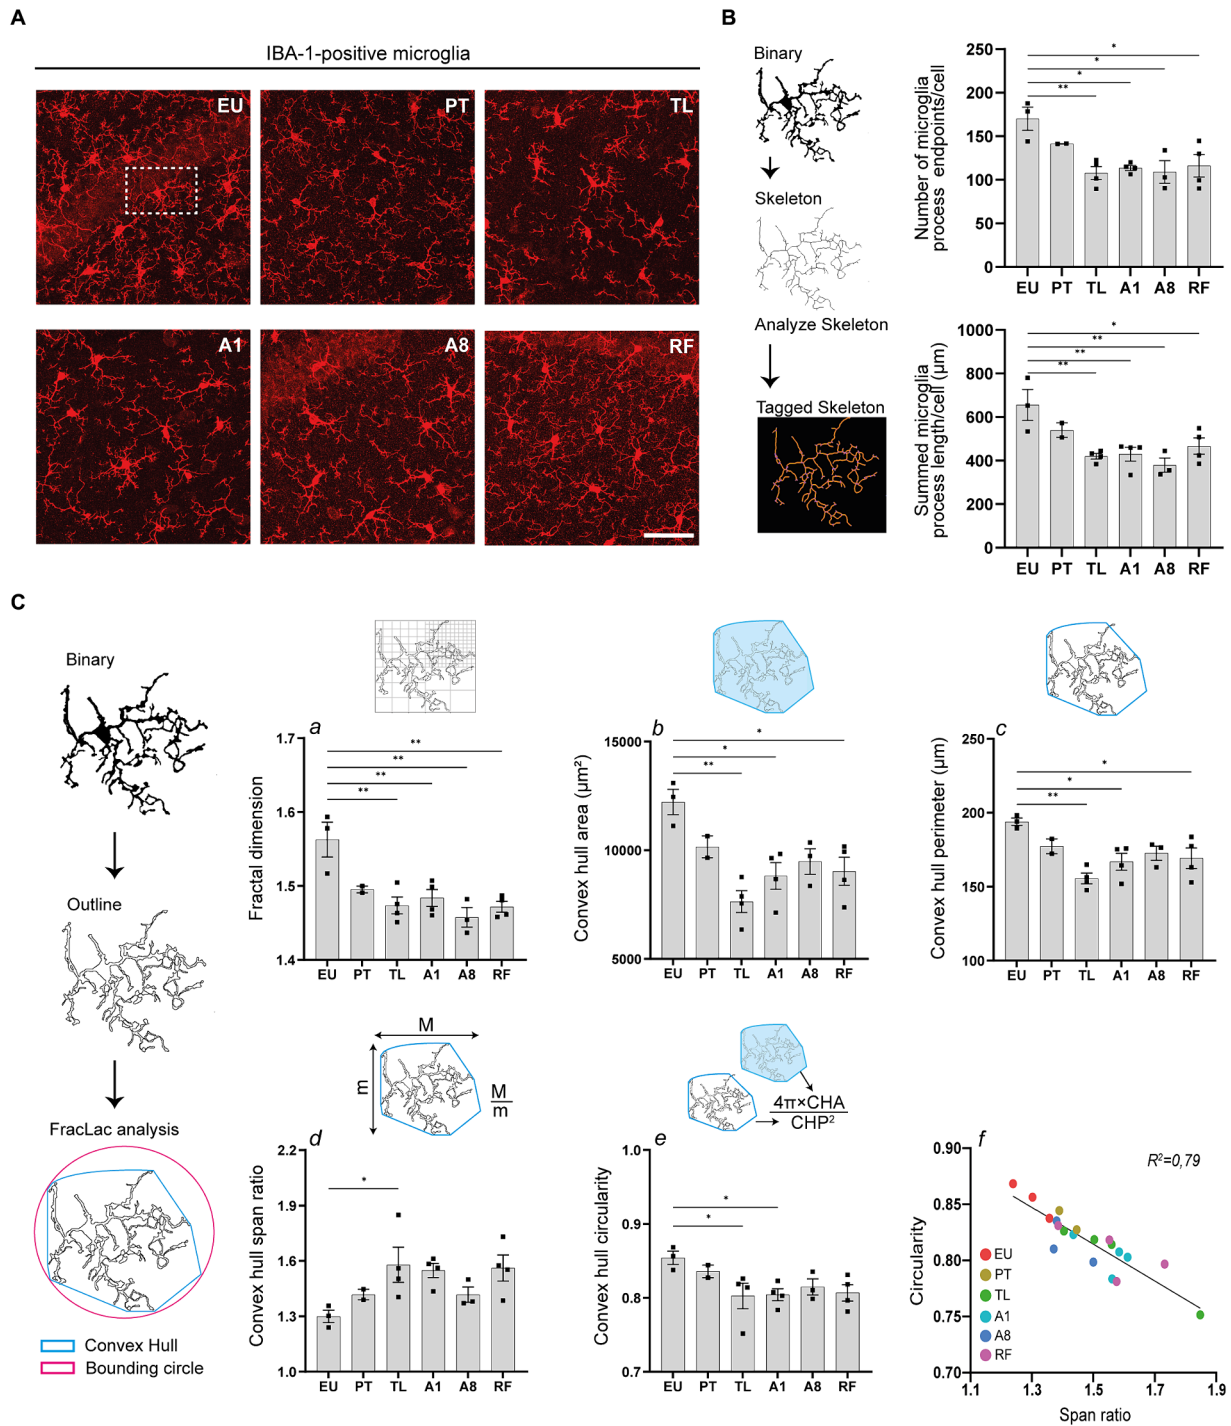 A
IBA-1-positive microglia
EU
PT
TL
A1
A8
RF
B
Binary
Skeleton
Analyze Skeleton
Tagged Skeleton
Number of microglia
process endpoints/cell
250
200
150
100
50
0
*
*
*
**
EU PT TL A1 A8 RF
Summed microglia
process length/cell (µm)
1000
800
600
400
200
0
*
**
**
**
EU PT TL A1 A8 RF
C
Binary
Outline
FracLac analysis
Convex Hull
Bounding circle
a
Fractal dimension
1.7
1.6
1.5
1.4
**
**
**
**
EU PT TL A1 A8 RF
b
Convex hull area (µm²)
15000
10000
5000
*
*
**
EU PT TL A1 A8 RF
c
Convex hull perimeter (µm)
250
200
150
100
*
*
**
EU PT TL A1 A8 RF
M
m
M
m
d
Convex hull span ratio
2.2
1.9
1.6
1.3
1.0
*
EU PT TL A1 A8 RF
4π×CHA
CHP²
e
Convex hull circularity
0.9
0.8
0.7
*
*
EU PT TL A1 A8 RF
f
R²=0,79
Circularity
0.90
0.85
0.80
0.75
0.70
EU
PT
TL
A1
A8
RF
1.1 1.3 1.5 1.7 1.9
Span ratio